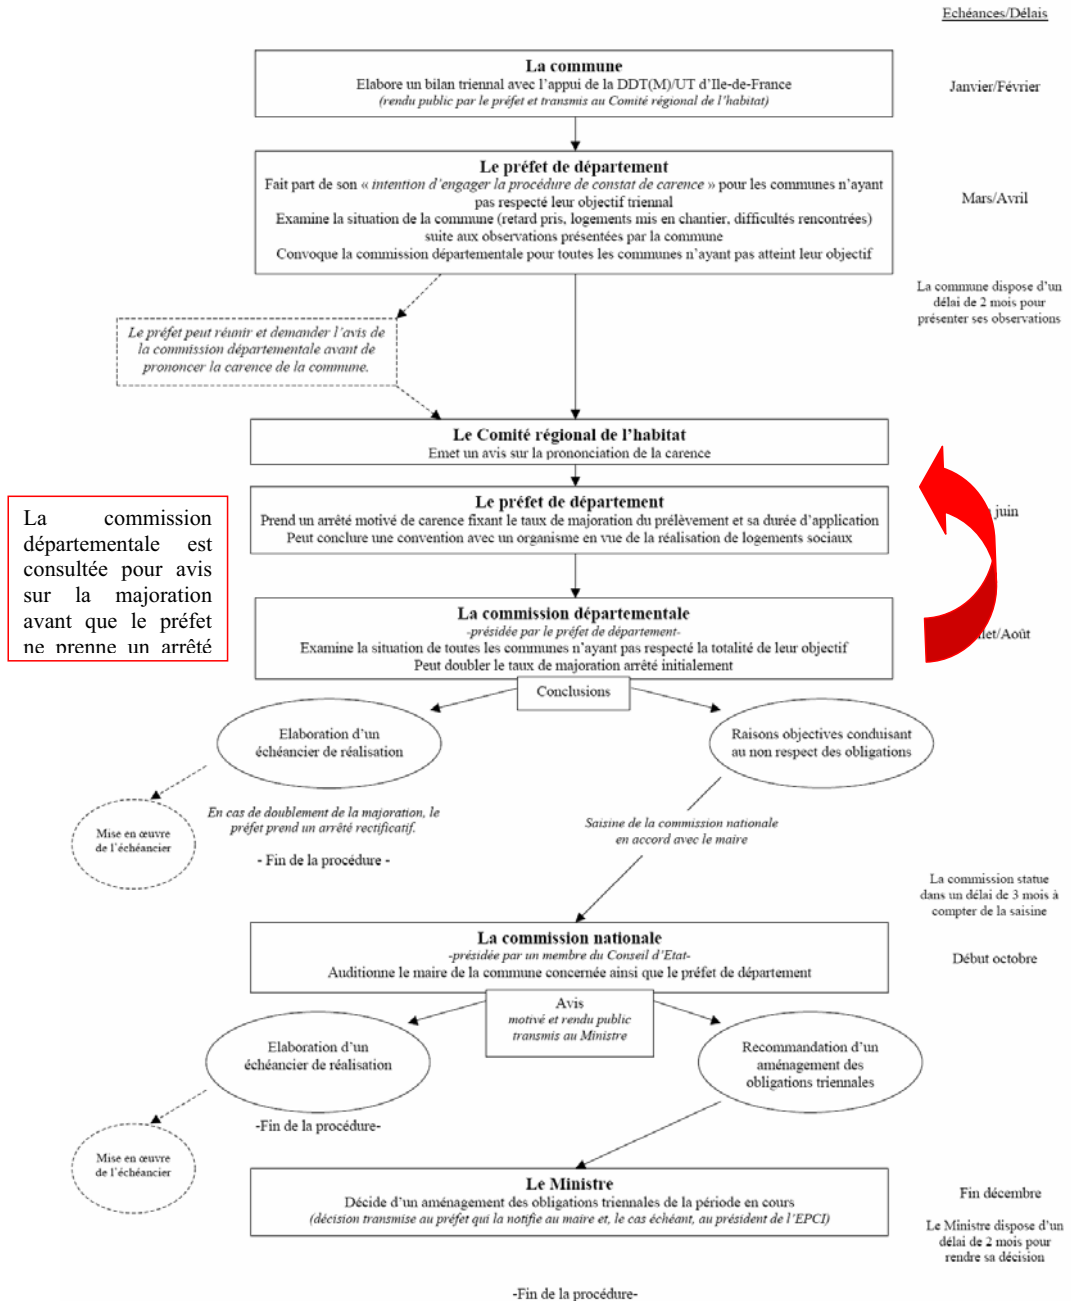 Echéances/Délais
La commune
Elabore un bilan triennal avec l'appui de la DDT(M)/UT d'Ile-de-France
(rendu public par le préfet et transmis au Comité régional de l'habitat)
Janvier/Février
Le préfet de département
Fait part de son « intention d'engager la procédure de constat de carence » pour les communes n'ayant
pas respecté leur objectif triennal
Examine la situation de la commune (retard pris, logements mis en chantier, difficultés rencontrées)
suite aux observations présentées par la commune
Convoque la commission départementale pour toutes les communes n'ayant pas atteint leur objectif
Mars/Avril
La commune dispose d'un
délai de 2 mois pour
présenter ses observations
Le préfet peut réunir et demander l'avis de
la commission départementale avant de
prononcer la carence de la commune.
Le Comité régional de l'habitat
Emet un avis sur la prononciation de la carence
Le préfet de département
Prend un arrêté motivé de carence fixant le taux de majoration du prélèvement et sa durée d'application
Peut conclure une convention avec un organisme en vue de la réalisation de logements sociaux
juin
La commission
départementale est
consultée pour avis
sur la majoration
avant que le préfet
ne prenne un arrêté
La commission départementale
-présidée par le préfet de département-
Examine la situation de toutes les communes n'ayant pas respecté la totalité de leur objectif
Peut doubler le taux de majoration arrêté initialement
let/Août
Conclusions
Elaboration d'un
échéancier de réalisation
Raisons objectives conduisant
au non respect des obligations
Mise en œuvre
de l'échéancier
En cas de doublement de la majoration, le
préfet prend un arrêté rectificatif.
- Fin de la procédure -
Saisine de la commission nationale
en accord avec le maire
La commission statue
dans un délai de 3 mois à
compter de la saisine
La commission nationale
-présidée par un membre du Conseil d'Etat-
Auditionne le maire de la commune concernée ainsi que le préfet de département
Début octobre
Avis
motivé et rendu public
transmis au Ministre
Elaboration d'un
échéancier de réalisation
Recommandation d'un
aménagement des
obligations triennales
-Fin de la procédure-
Mise en œuvre
de l'échéancier
Le Ministre
Décide d'un aménagement des obligations triennales de la période en cours
(décision transmise au préfet qui la notifie au maire et, le cas échéant, au président de l'EPCI)
Fin décembre
Le Ministre dispose d'un
délai de 2 mois pour
rendre sa décision
-Fin de la procédure-